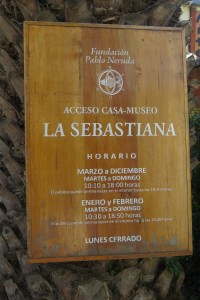 Fundación
Pablo Neruda
ACCESO CASA-MUSEO
LA SEBASTIANA
HORARIO
MARZO a DICIEMBRE
MARTES a DOMINGO
10:10 a 18:00 horas
ENERO y FEBRERO
MARTES a DOMINGO
10:30 a 18:50 horas
LUNES CERRADO